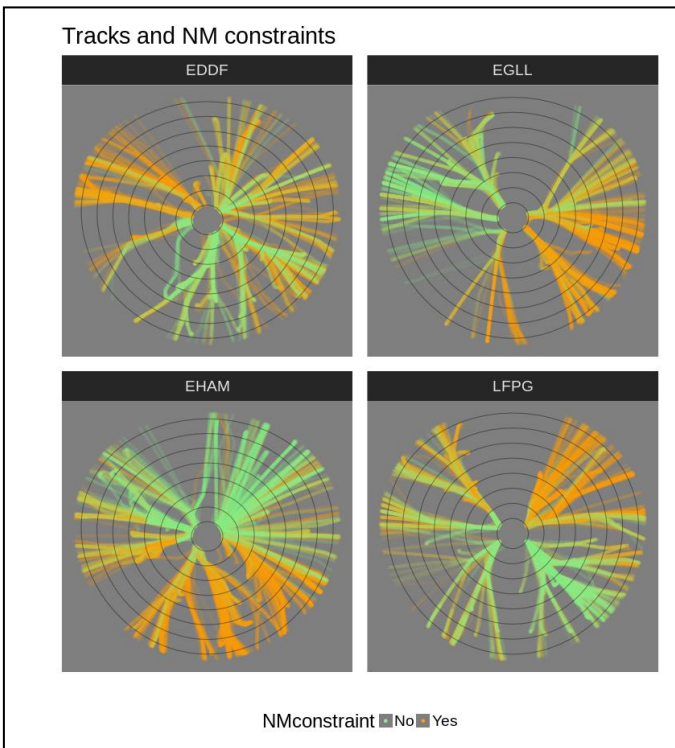 Tracks and NM constraints
EDDF
EGLL
EHAM
LFPG
NMconstraint No Yes